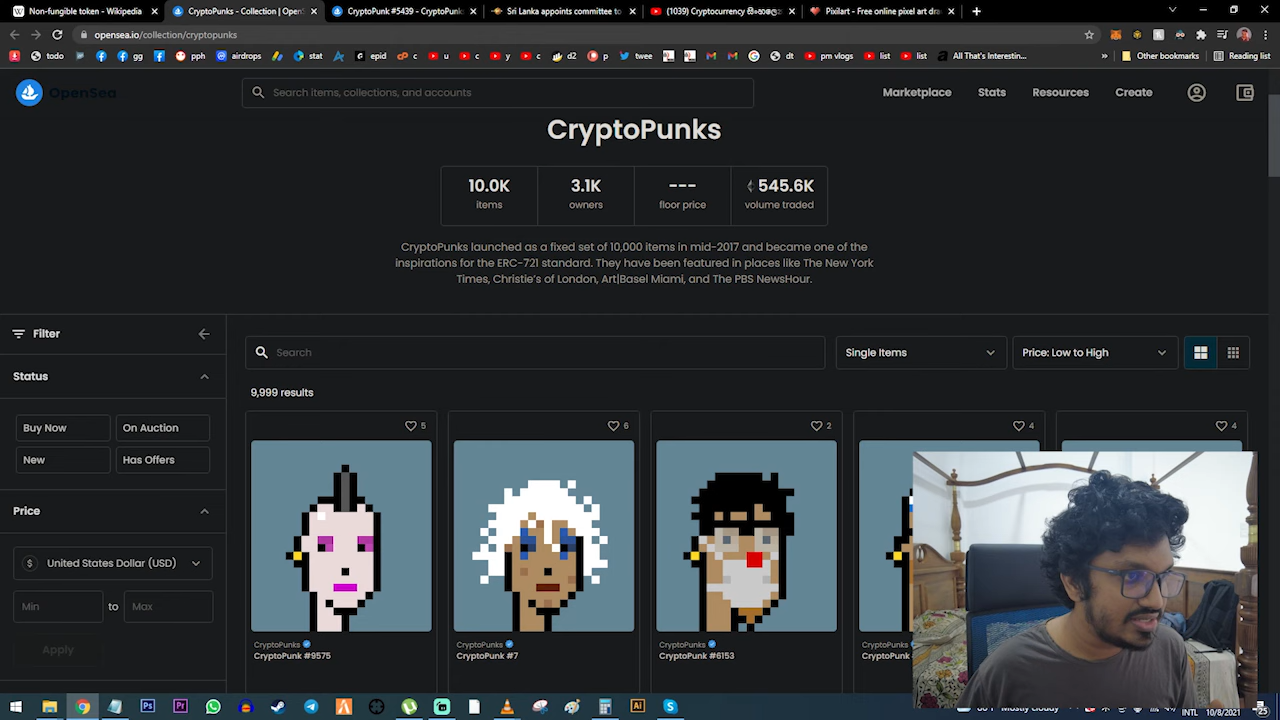 Non-fungible token - Wikipedia
CryptoPunks - Collection | OpenS
CryptoPunk #5439 - CryptoPunks
Sri Lanka appoints committee to
(1039) Cryptocurrency
Pixilart - Free online pixel art dra
opensea.io/collection/cryptopunks
todo
gg
pph
airdrops
stat
epid
c
u
c
y
c
d2
p
twee
dt
pm vlogs
list
list
All That's Interestin...
Other bookmarks
Reading list
OpenSea
Search items, collections, and accounts
Marketplace
Stats
Resources
Create
CryptoPunks
10.0K
3.1K
---
545.6K
items
owners
floor price
volume traded
CryptoPunks launched as a fixed set of 10,000 items in mid-2017 and became one of the
inspirations for the ERC-721 standard. They have been featured in places like The New York
Times, Christie's of London, Art|Basel Miami, and The PBS NewsHour.
Filter
Search
Single Items
Price: Low to High
Status
9,999 results
Buy Now
On Auction
New
Has Offers
5
6
2
4
4
Price
United States Dollar (USD)
Min
to
Max
Apply
CryptoPunks
CryptoPunk #9575
CryptoPunks
CryptoPunk #7
CryptoPunks
CryptoPunk #6153
CryptoPunks
CryptoPunk
Mostly cloudy
INTL
10/8/2021